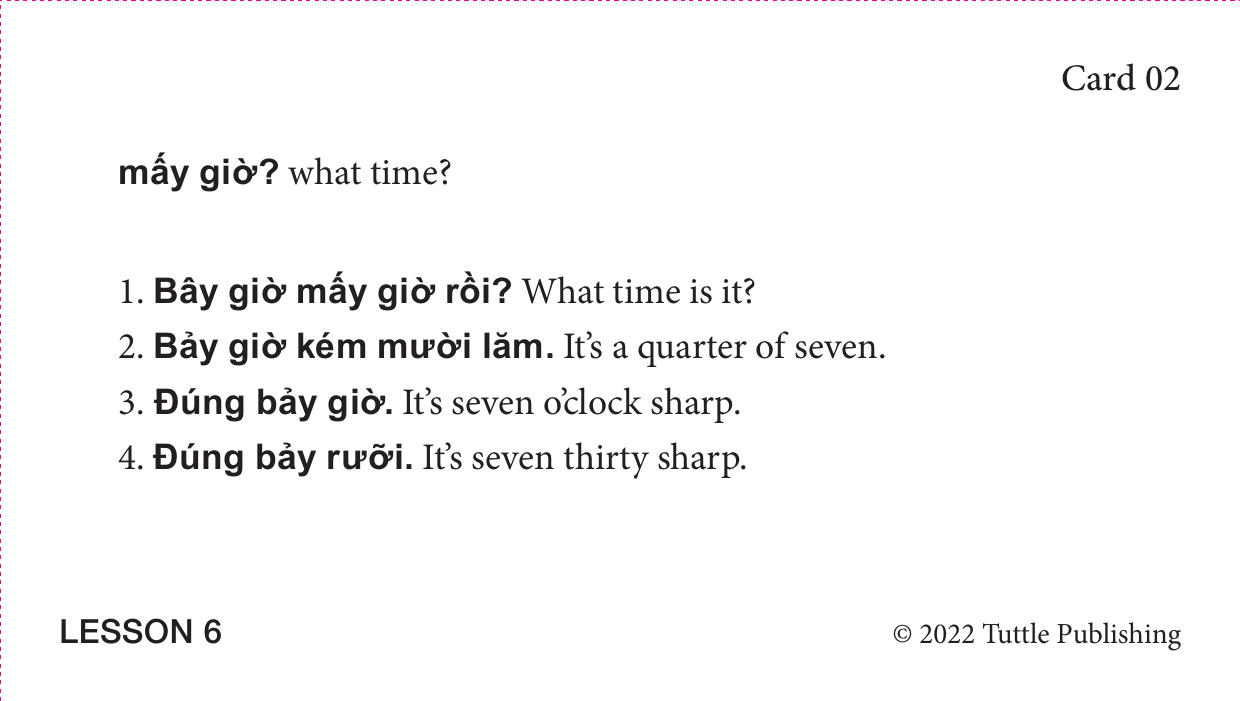 Card 02
mấy giờ? what time?
1. Bây giờ mấy giờ rồi? What time is it?
2. Bảy giờ kém mười lăm. It’s a quarter of seven.
3. Đúng bảy giờ. It’s seven o’clock sharp.
4. Đúng bảy rưỡi. It’s seven thirty sharp.
LESSON 6
© 2022 Tuttle Publishing